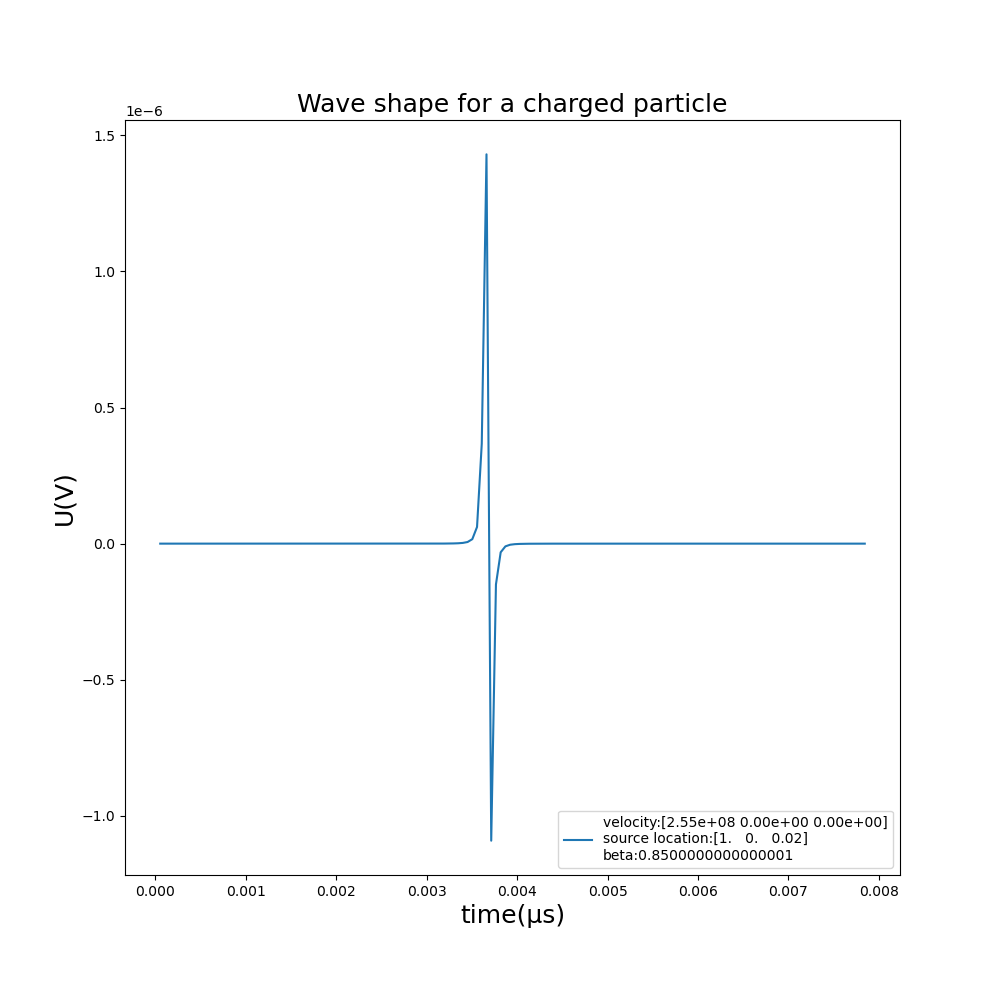 Wave shape for a charged particle
1e−6
1.5
1.0
0.5
0.0
−0.5
−1.0
U(V)
velocity:[2.55e+08 0.00e+00 0.00e+00]
source location:[1.   0.   0.02]
beta:0.8500000000000001
0.000 0.001 0.002 0.003 0.004 0.005 0.006 0.007 0.008
time(μs)